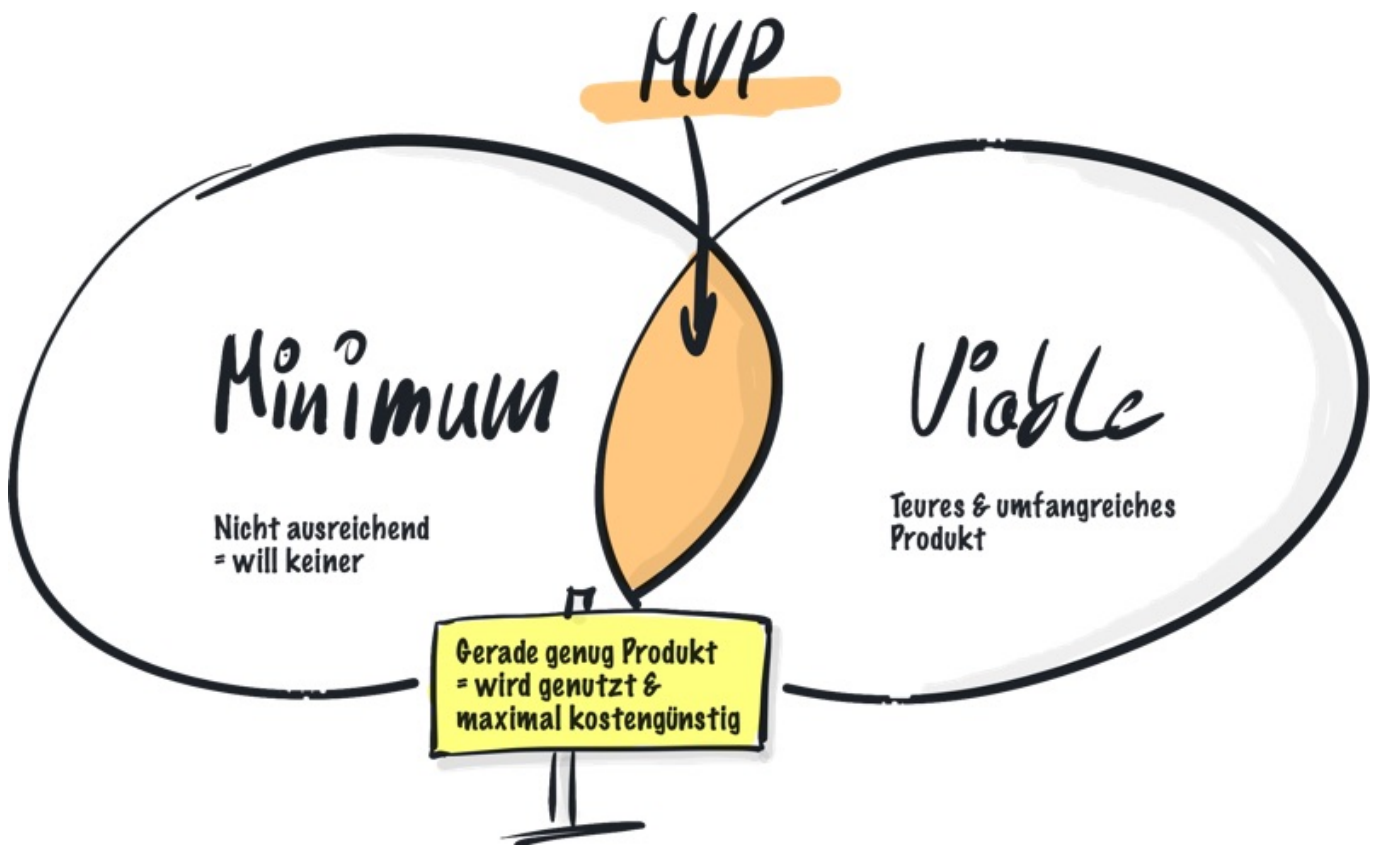 MVP
Minimum
Viable
Nicht ausreichend
= will keiner
Teures & umfangreiches
Produkt
Gerade genug Produkt
= wird genutzt &
maximal kostengünstig